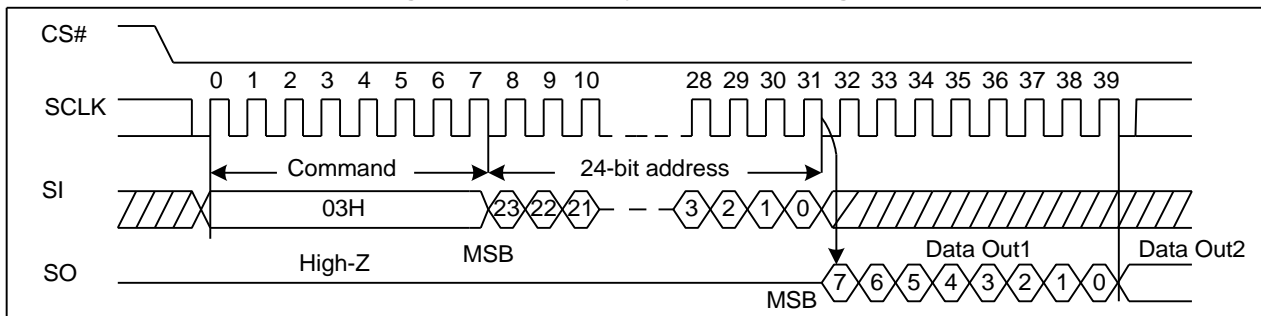 CS#
0 1 2 3 4 5 6 7 8 9 10 28 29 30 31 32 33 34 35 36 37 38 39
SCLK
Command 24-bit address
SI
03H 23 22 21 3 2 1 0
High-Z MSB Data Out1 Data Out2
SO
MSB 7 6 5 4 3 2 1 0